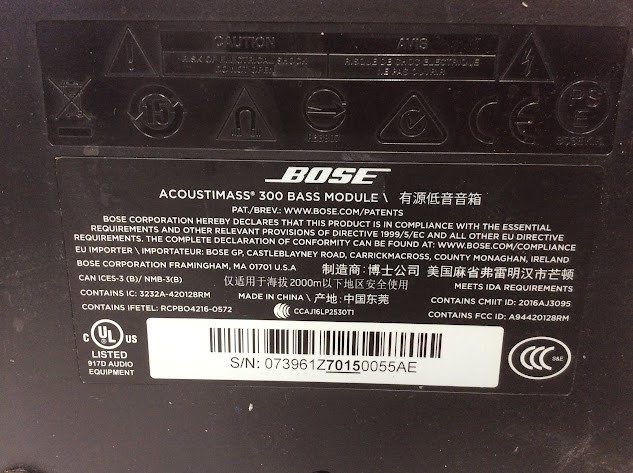 CAUTION
RISK OF ELECTRICAL SHOCK
DO NOT OPEN
AVIS
RISQUE DE CHOC ELECTRIQUE
NE PAS OUVRIR
15
PS
E
BOSE K.K.
BOSE
ACOUSTIMASS® 300 BASS MODULE \ 有源低音音箱
PAT./BREV.: WWW.BOSE.COM/PATENTS
BOSE CORPORATION HEREBY DECLARES THAT THIS PRODUCT IS IN COMPLIANCE WITH THE ESSENTIAL
REQUIREMENTS AND OTHER RELEVANT PROVISIONS OF DIRECTIVE 1999/5/EC AND ALL OTHER EU DIRECTIVE
REQUIREMENTS. THE COMPLETE DECLARATION OF CONFORMITY CAN BE FOUND AT: WWW.BOSE.COM/COMPLIANCE
EU IMPORTER \ IMPORTATEUR: BOSE GP, CASTLEBLAYNEY ROAD, CARRICKMACROSS, COUNTY MONAGHAN, IRELAND
BOSE CORPORATION FRAMINGHAM, MA 01701 U.S.A 制造商: 博士公司 美国麻省弗雷明汉市芒顿
CAN ICES-3 (B)/ NMB-3(B) 仅适用于海拔2000m以下地区安全使用 MEETS IDA REQUIREMENTS
CONTAINS IC: 3232A-420128RM MADE IN CHINA \ 产地: 中国东莞 CONTAINS CMIIT ID: 2016AJ3095
CONTAINS IFETEL: RCPBO4216-0572 CCAJ16LP2530T1 CONTAINS FCC ID: A94420128RM
C UL US
LISTED
917D AUDIO
EQUIPMENT
S/N: 073961Z70150055AE
CCC S&E